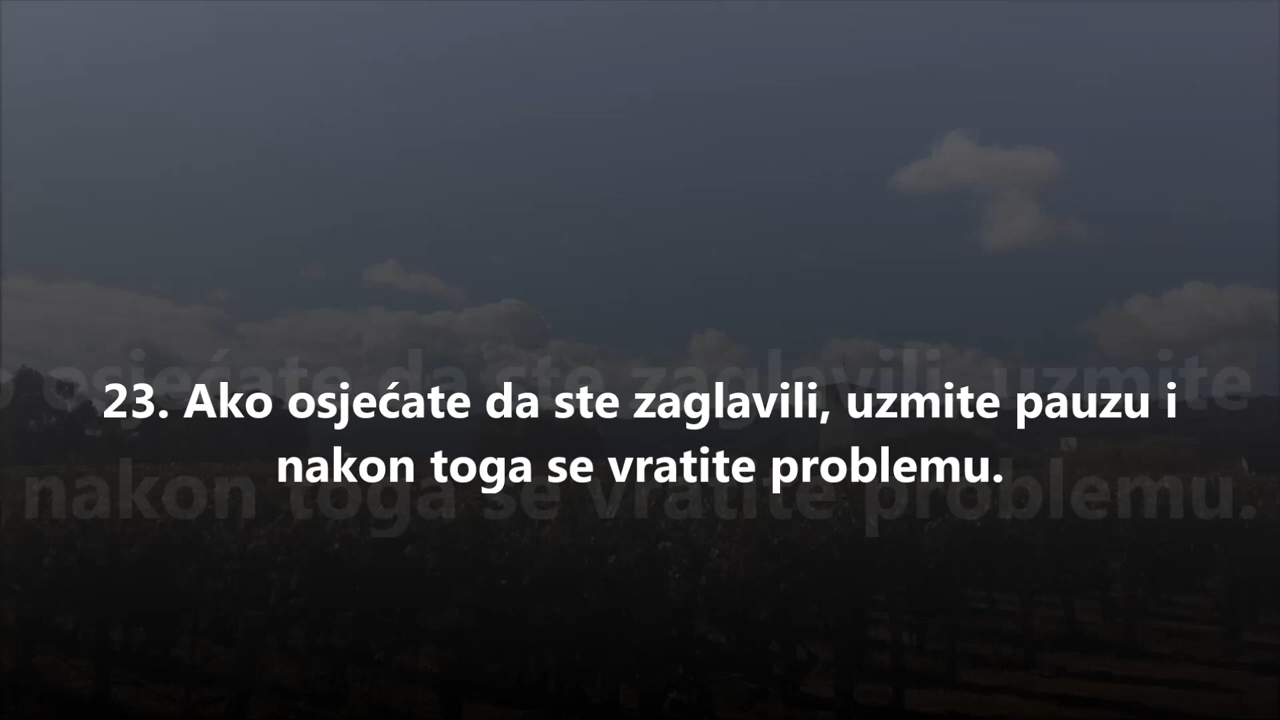 23. Ako osjećate da ste zaglavili, uzmite pauzu i
nakon toga se vratite problemu.